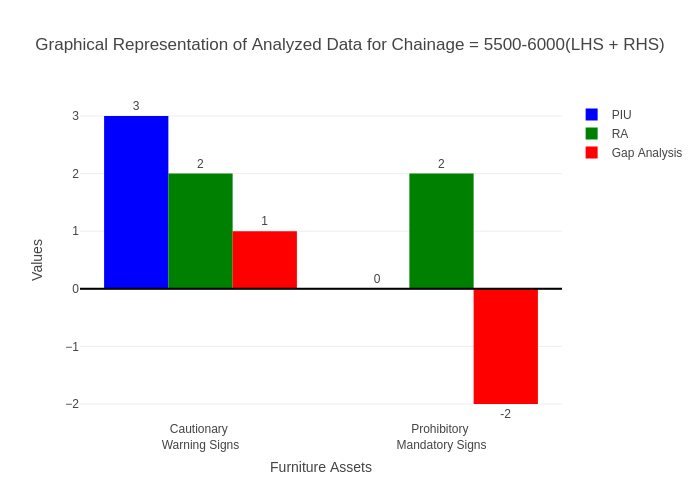 Graphical Representation of Analyzed Data for Chainage = 5500-6000(LHS + RHS)
3
2
1
0
2
-2
PIU
RA
Gap Analysis
3
2
1
0
−1
−2
Values
Cautionary
Warning Signs
Prohibitory
Mandatory Signs
Furniture Assets